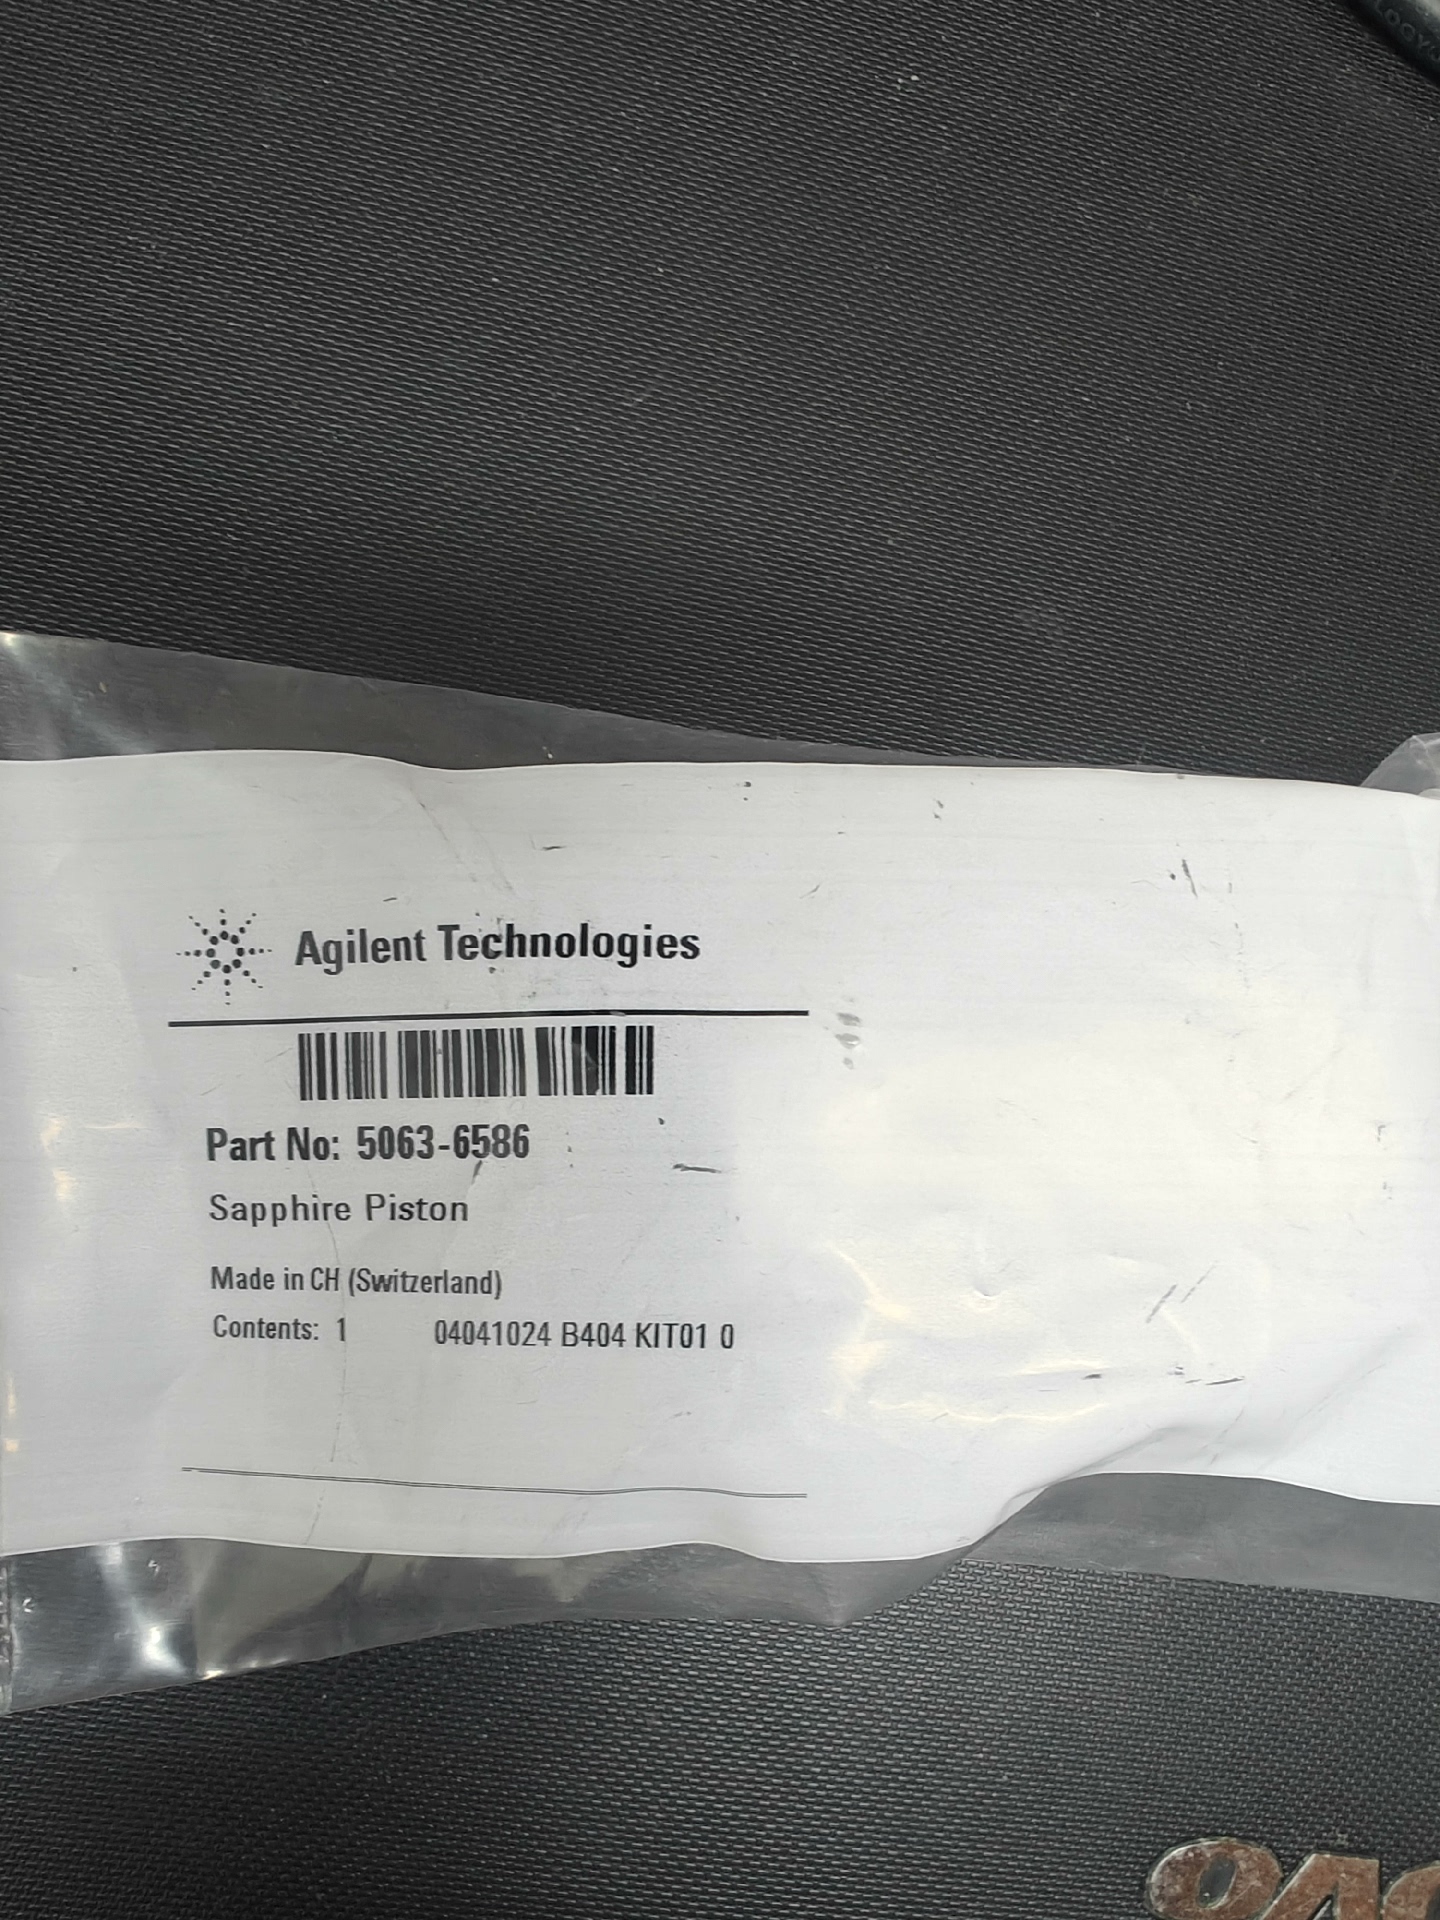 Agilent Technologies
Part No: 5063-6586
Sapphire Piston
Made in CH (Switzerland)
Contents: 1 04041024 B404 KIT01 0